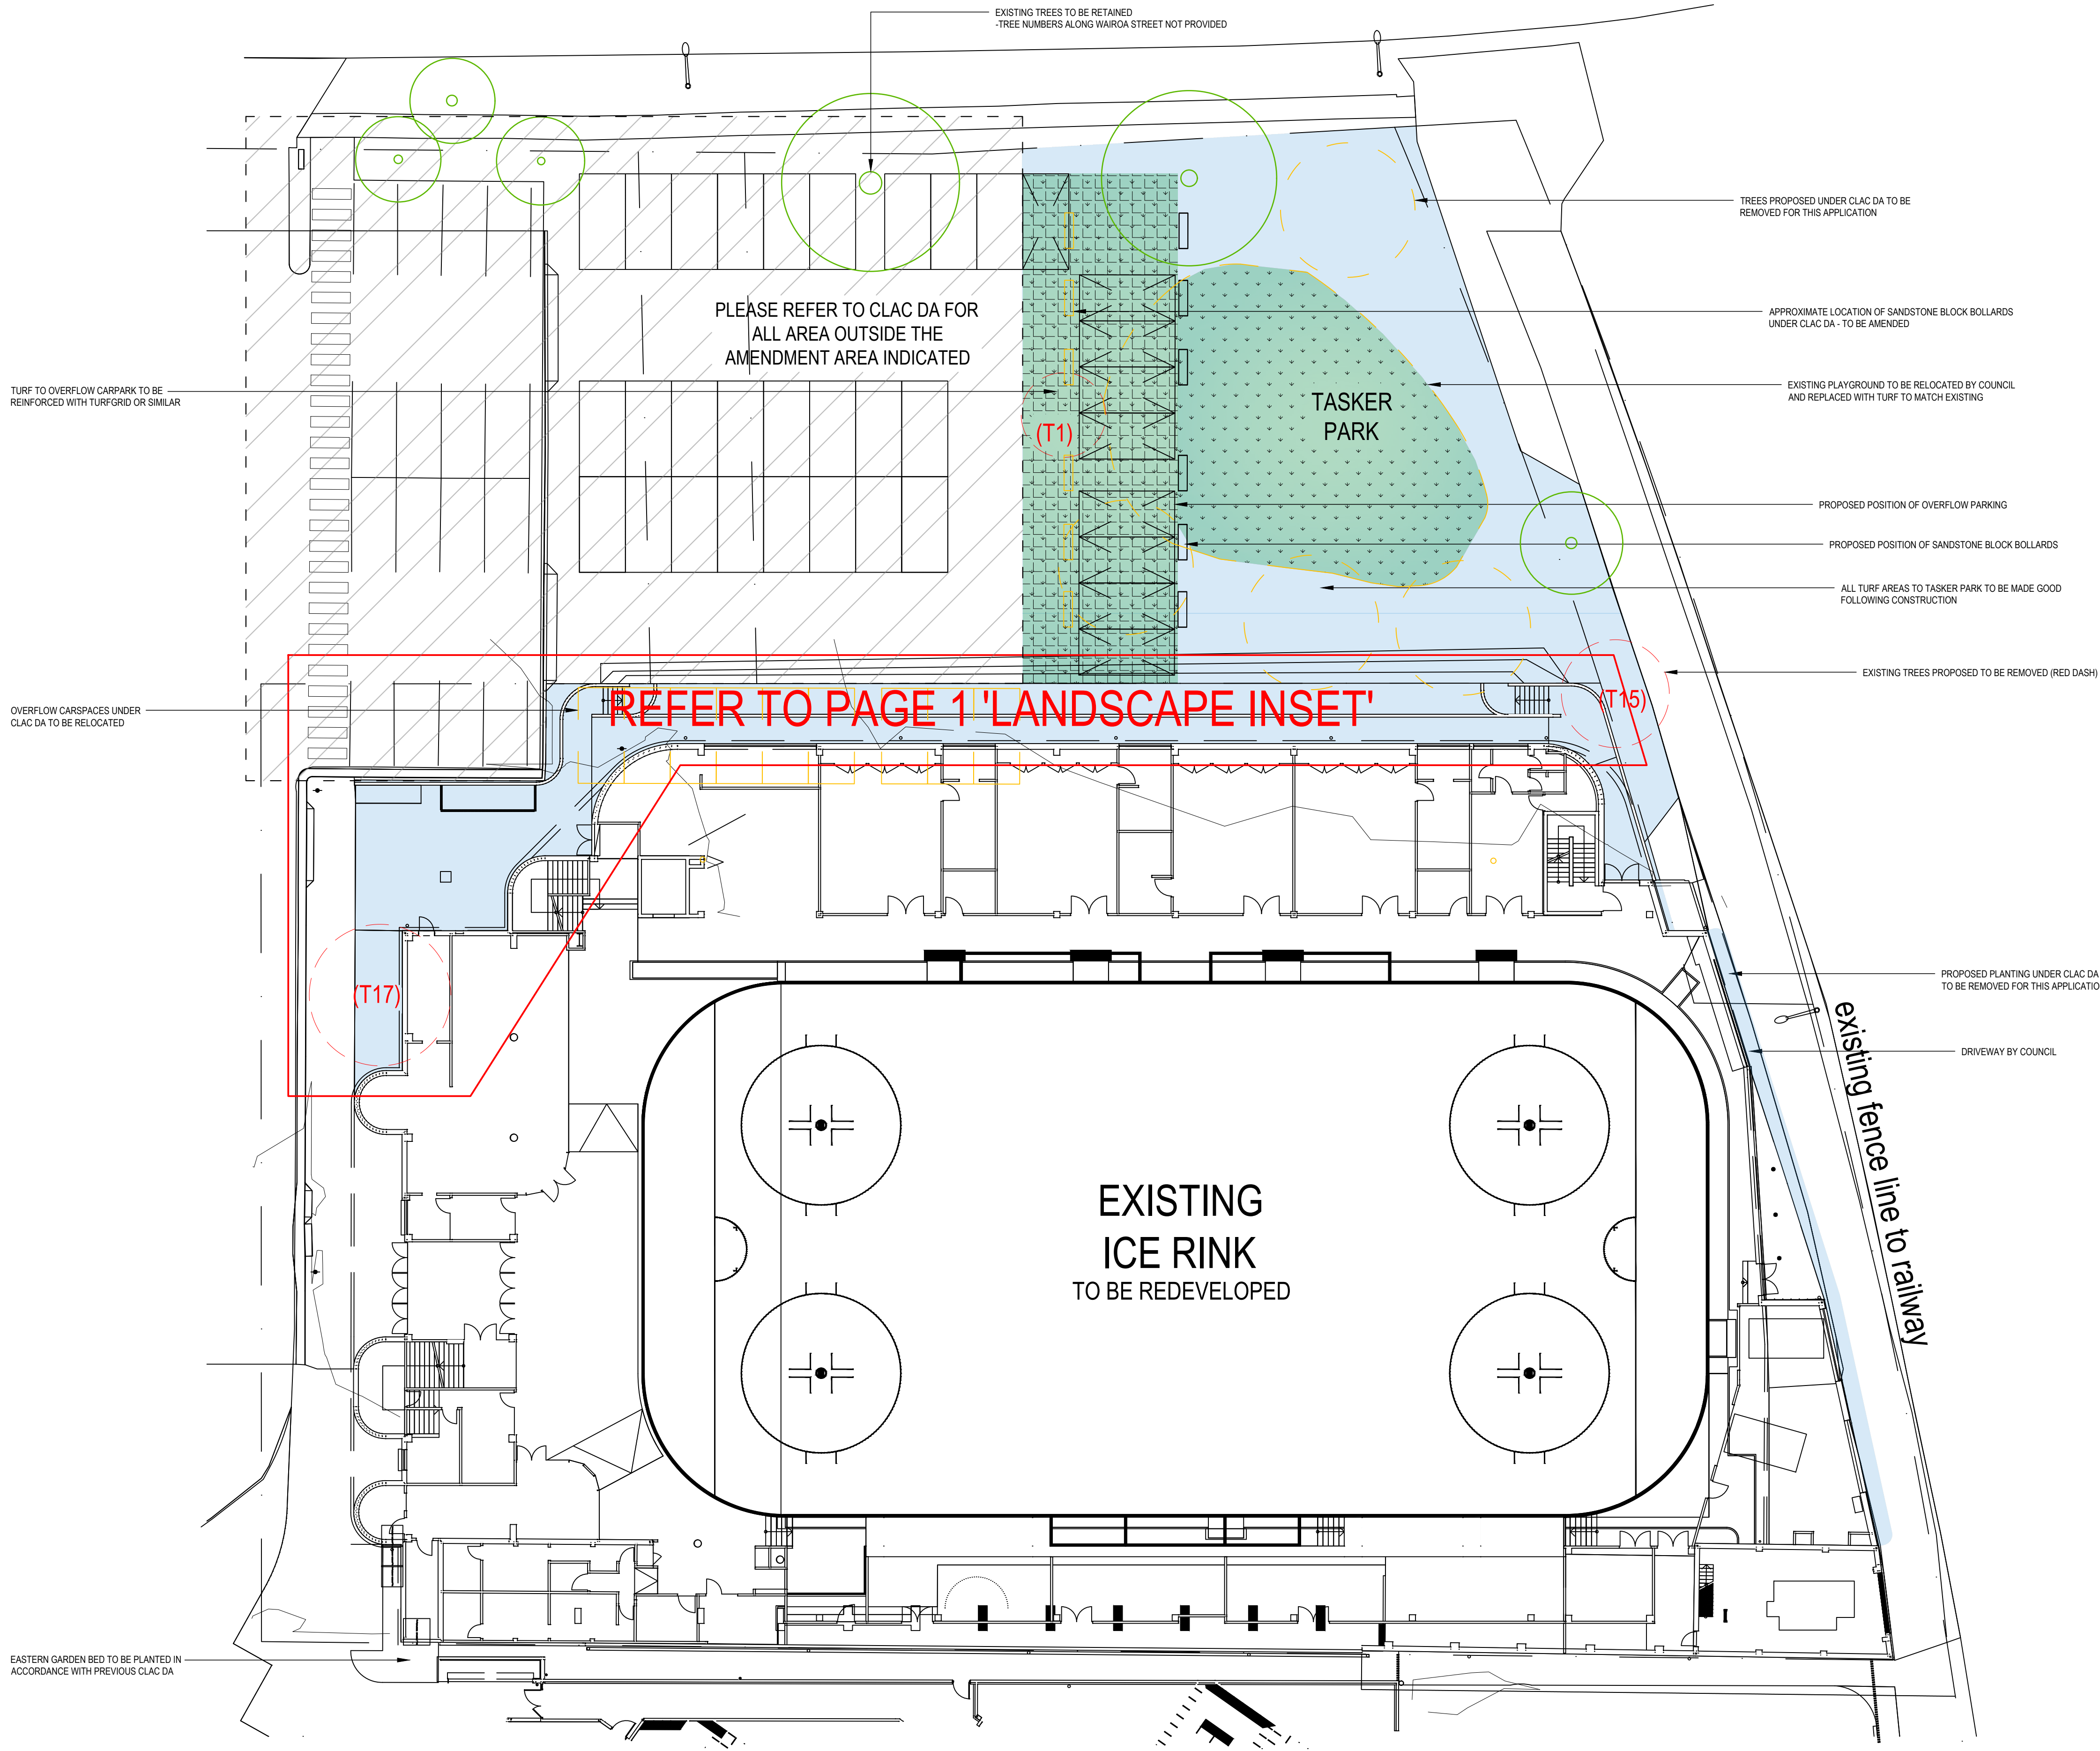 EXISTING TREES TO BE RETAINED
-TREE NUMBERS ALONG WAIROA STREET NOT PROVIDED
TREES PROPOSED UNDER CLAC DA TO BE
REMOVED FOR THIS APPLICATION
PLEASE REFER TO CLAC DA FOR
ALL AREA OUTSIDE THE
AMENDMENT AREA INDICATED
APPROXIMATE LOCATION OF SANDSTONE BLOCK BOLLARDS
UNDER CLAC DA - TO BE AMENDED
TURF TO OVERFLOW CARPARK TO BE
REINFORCED WITH TURFGRID OR SIMILAR
EXISTING PLAYGROUND TO BE RELOCATED BY COUNCIL
AND REPLACED WITH TURF TO MATCH EXISTING
TASKER
PARK
(T1)
PROPOSED POSITION OF OVERFLOW PARKING
PROPOSED POSITION OF SANDSTONE BLOCK BOLLARDS
ALL TURF AREAS TO TASKER PARK TO BE MADE GOOD
FOLLOWING CONSTRUCTION
EXISTING TREES PROPOSED TO BE REMOVED (RED DASH)
OVERFLOW CARSPACES UNDER
CLAC DA TO BE RELOCATED
REFER TO PAGE 1 'LANDSCAPE INSET'
(T15)
(T17)
PROPOSED PLANTING UNDER CLAC DA
TO BE REMOVED FOR THIS APPLICATIO
DRIVEWAY BY COUNCIL
existing fence line to railway
EXISTING
ICE RINK
TO BE REDEVELOPED
EASTERN GARDEN BED TO BE PLANTED IN
ACCORDANCE WITH PREVIOUS CLAC DA